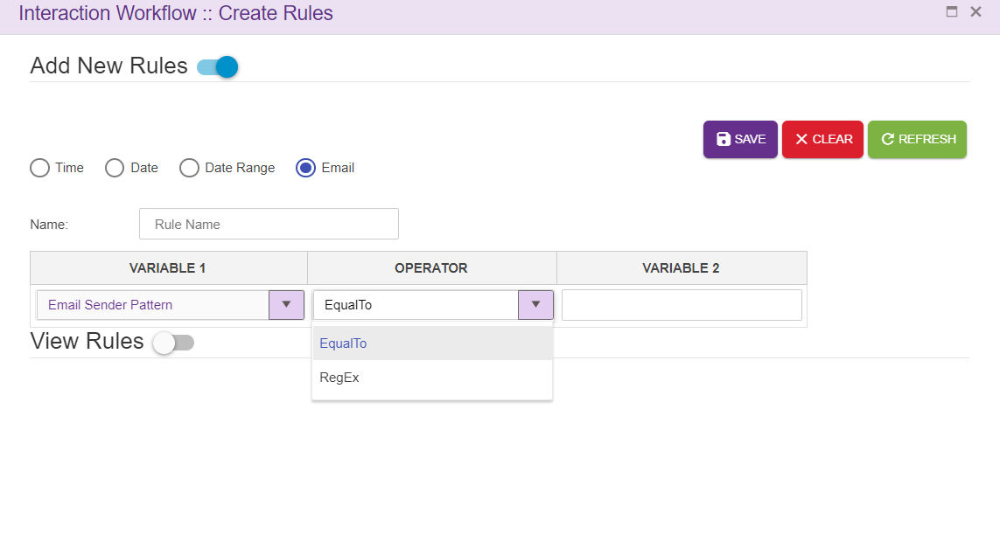 Interaction Workflow :: Create Rules
Add New Rules
SAVE CLEAR REFRESH
Time Date Date Range Email
Name: Rule Name
VARIABLE 1 OPERATOR VARIABLE 2
Email Sender Pattern EqualTo
EqualTo
View Rules
RegEx